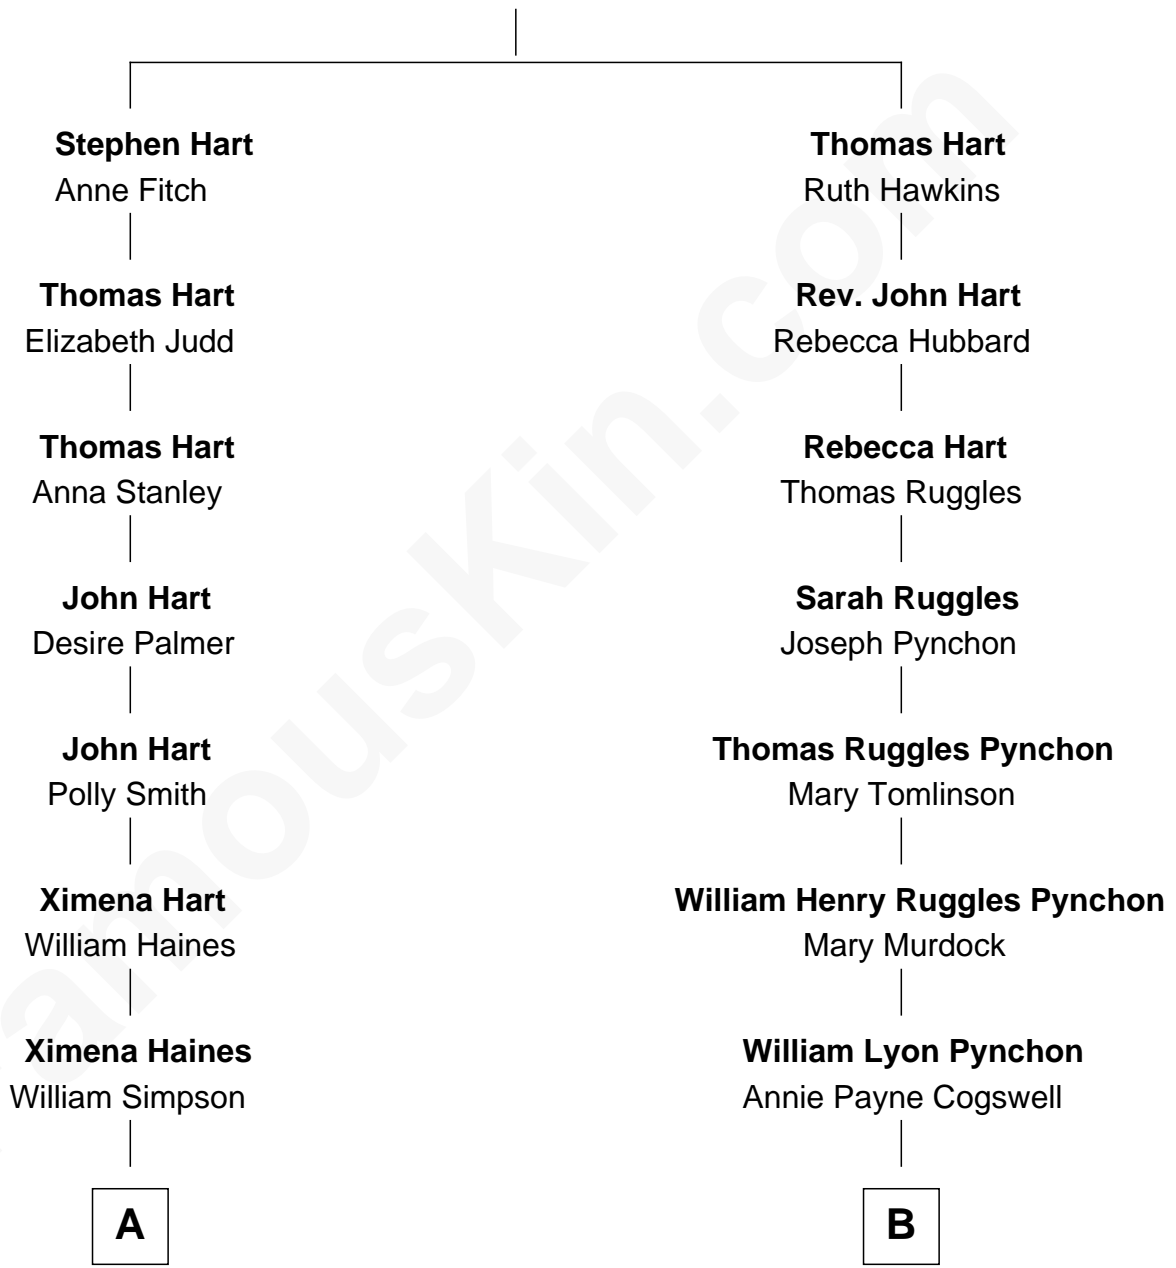 Stephen Hart
Anne Fitch
Thomas Hart
Elizabeth Judd
Thomas Hart
Anna Stanley
John Hart
Desire Palmer
John Hart
Polly Smith
Ximena Hart
William Haines
Ximena Haines
William Simpson
A
Thomas Hart
Ruth Hawkins
Rev. John Hart
Rebecca Hubbard
Rebecca Hart
Thomas Ruggles
Sarah Ruggles
Joseph Pynchon
Thomas Ruggles Pynchon
Mary Tomlinson
William Henry Ruggles Pynchon
Mary Murdock
William Lyon Pynchon
Annie Payne Cogswell
B
amouskin.com